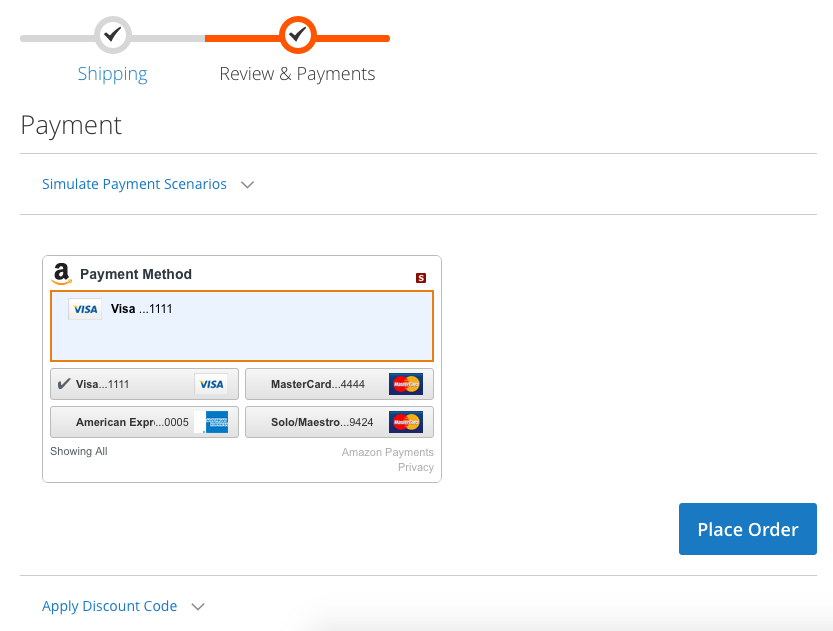 Shipping
Review & Payments
Payment
Simulate Payment Scenarios
a Payment Method
S
VISA Visa ...1111
Visa...1111 VISA
MasterCard...4444 MasterCard
American Expr...0005
Solo/Maestro...9424 MasterCard
Showing All
Amazon Payments
Privacy
Place Order
Apply Discount Code